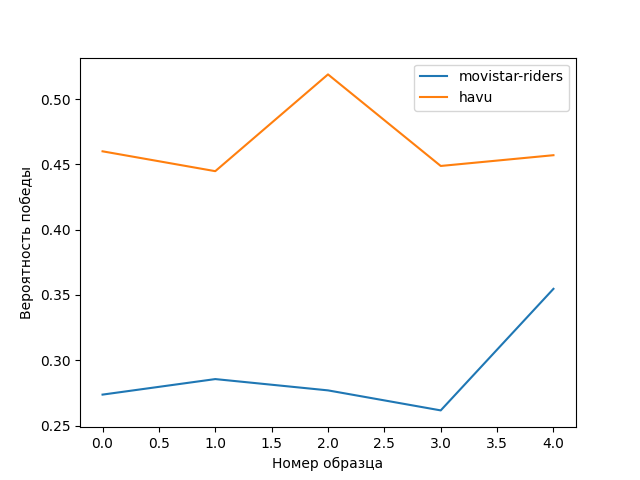 movistar-riders
havu
Вероятность победы
0.50
0.45
0.40
0.35
0.30
0.25
0.0 0.5 1.0 1.5 2.0 2.5 3.0 3.5 4.0
Номер образца